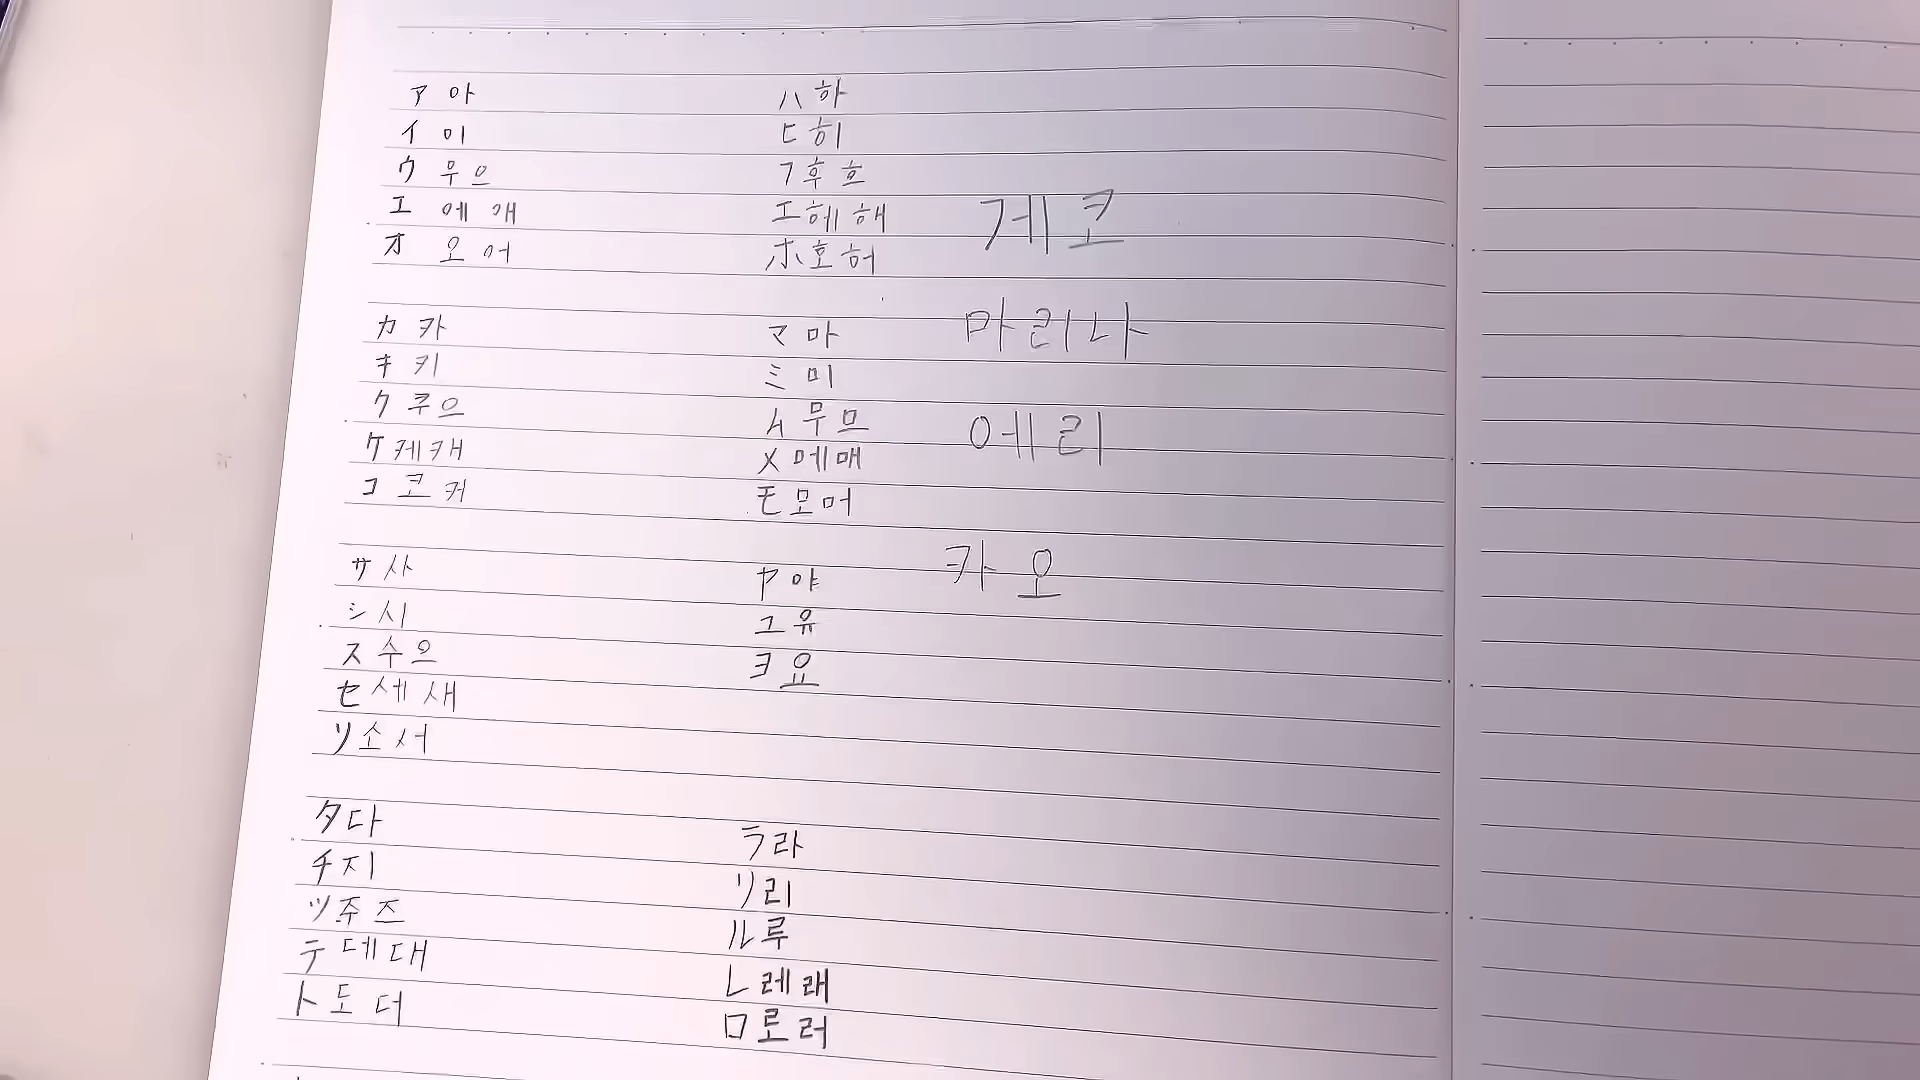 ア 아
イ 이
ウ 우 으
エ 에 애
オ 오 어
カ 카
キ 키
ク 쿠 으
ケ 케 캐
コ 코 커
サ 사
シ 시
ス 수 으
セ 세 새
ソ 소 서
タ 다
チ 지
ツ 주 즈
テ 데 대
ト 도 더
ハ 하
ヒ 히
フ 후 흐
エ 헤 해
ホ 호 허
マ 마
ミ 미
ム 무 므
メ 메 매
モ 모 머
ヤ 야
ユ 유
ヨ 요
ラ 라
リ 리
ル 루
レ 레 래
ロ 로 러
게코
마리나
에리
카오